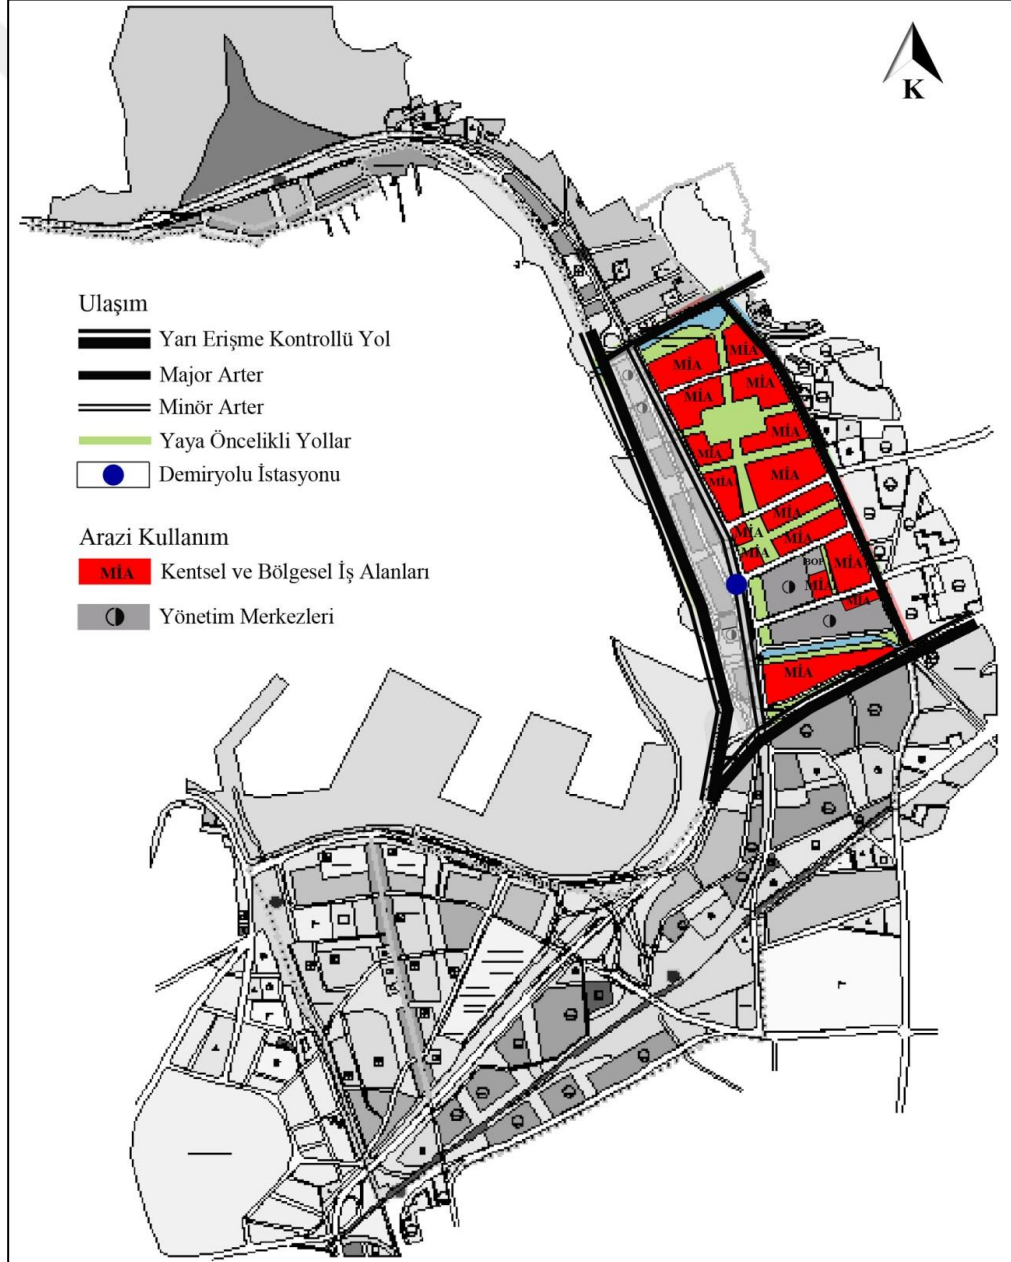 K
Ulaşım
Yarı Erişme Kontrollü Yol
Major Arter
Minör Arter
Yaya Öncelikli Yollar
Demiryolu İstasyonu
Arazi Kullanım
MİA Kentsel ve Bölgesel İş Alanları
Yönetim Merkezleri
MİA
MİA
MİA
MİA
MİA
MİA
MİA
MİA
MİA
MİA
MİA
MİA
BOP
MİA
MİA
MİA
MİA